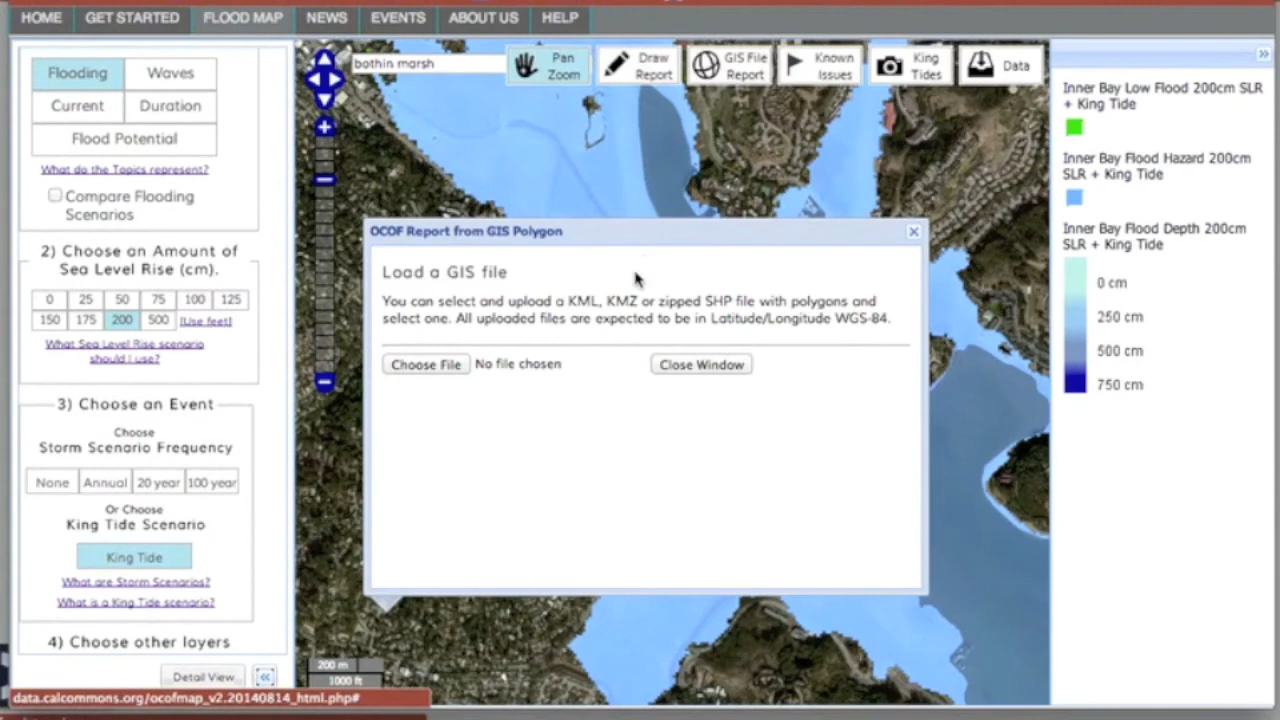 HOME GET STARTED FLOOD MAP NEWS EVENTS ABOUT US HELP
Flooding Waves
Current Duration
Flood Potential
What do the Topics represent?
Compare Flooding
Scenarios
2) Choose an Amount of
Sea Level Rise (cm).
0 25 50 75 100 125
150 175 200 500 [Use feet]
What Sea Level Rise scenario
should I use?
3) Choose an Event
Choose
Storm Scenario Frequency
None Annual 20 year 100 year
Or Choose
King Tide Scenario
King Tide
What are Storm Scenarios?
What is a King Tide scenario?
4) Choose other layers
Detail View
data.calcommons.org/ocofmap_v2.20140814_html.php#
bothin marsh
Pan
Zoom
Draw
Report
GIS File
Report
Known
Issues
King
Tides
Data
OCOF Report from GIS Polygon
Load a GIS file
You can select and upload a KML, KMZ or zipped SHP file with polygons and
select one. All uploaded files are expected to be in Latitude/Longitude WGS-84.
Choose File No file chosen Close Window
200 m
1000 ft
Inner Bay Low Flood 200cm SLR
+ King Tide
Inner Bay Flood Hazard 200cm
SLR + King Tide
Inner Bay Flood Depth 200cm
SLR + King Tide
0 cm
250 cm
500 cm
750 cm